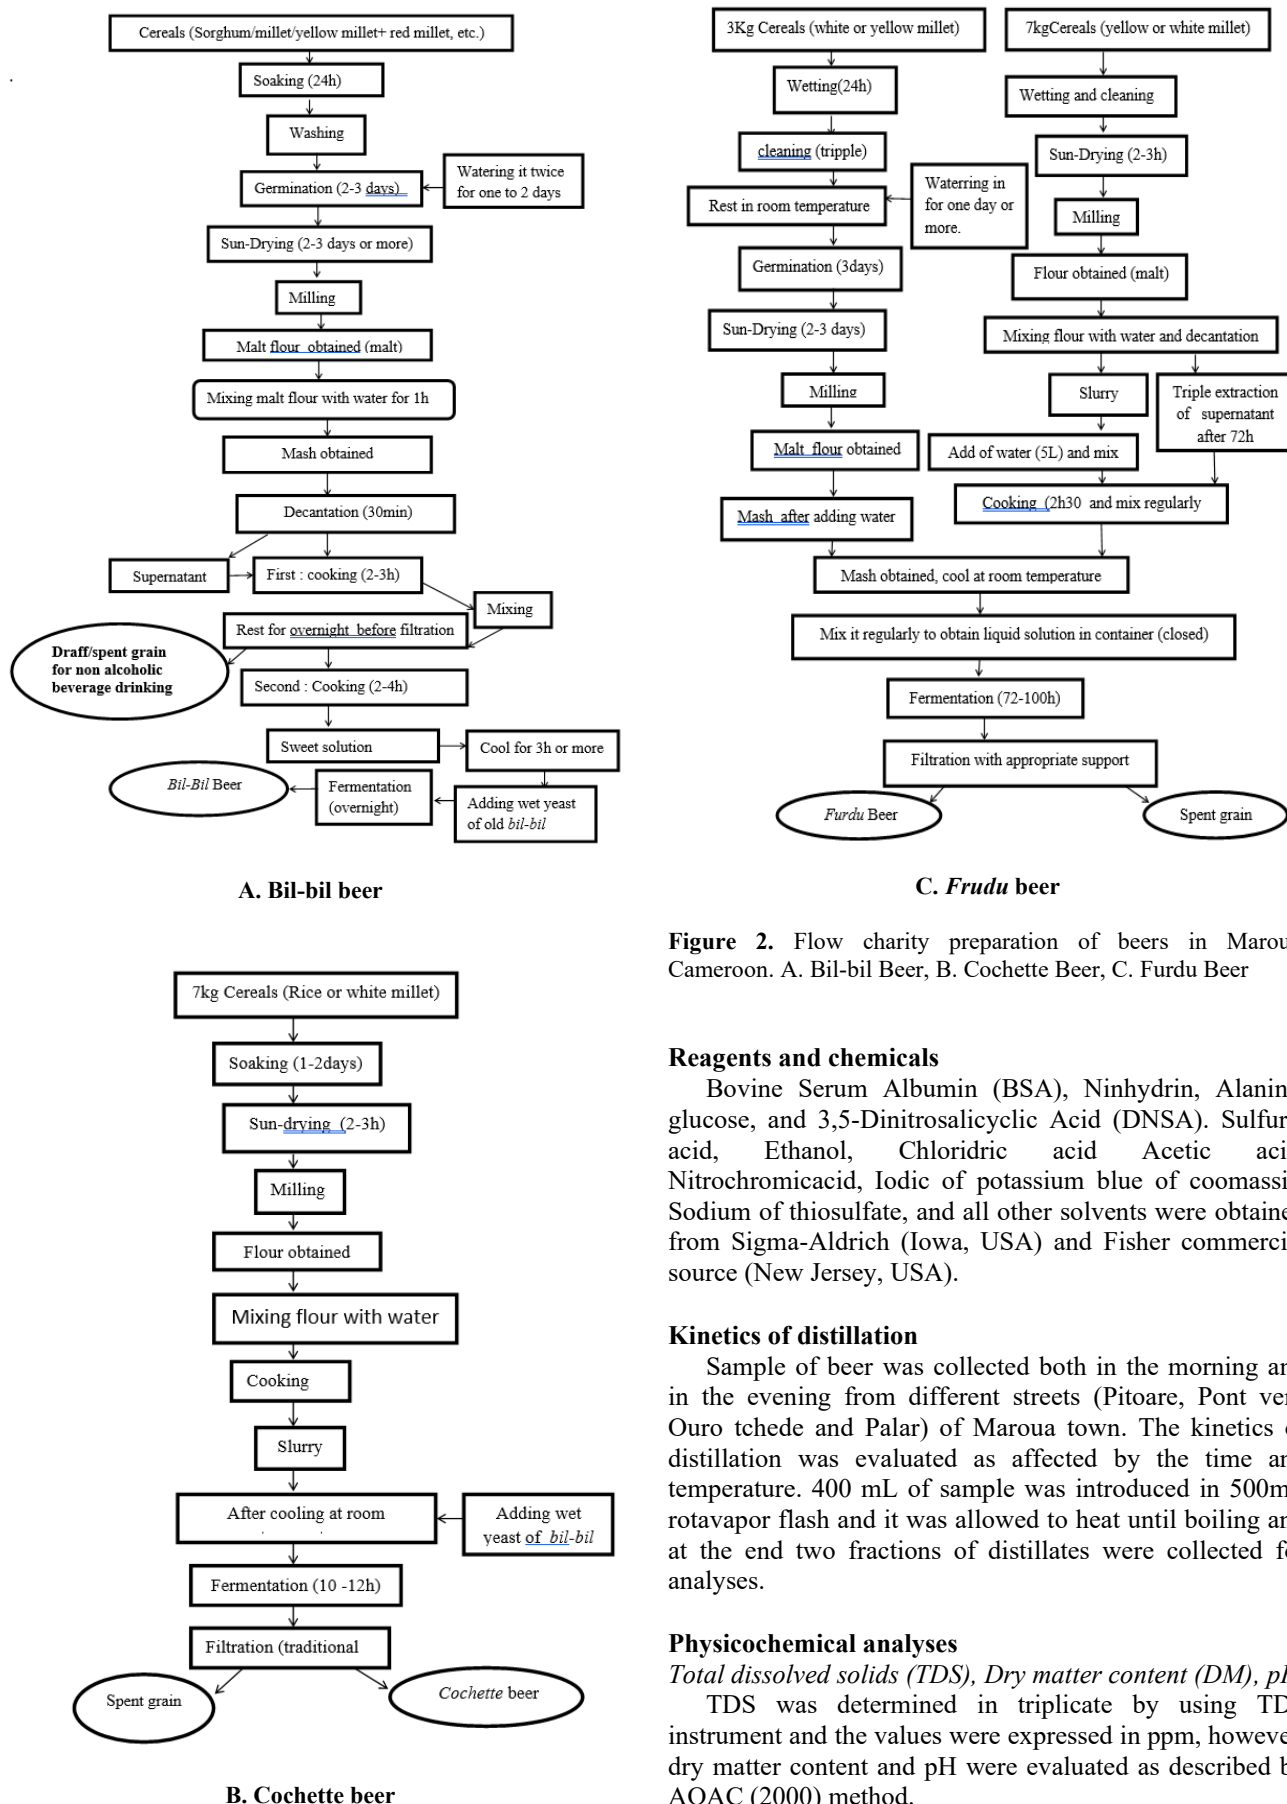 Cereals (Sorghum/millet/yellow millet+ red millet, etc.)
Soaking (24h)
Washing
Germination (2-3 days)
Watering it twice
for one to 2 days
Sun-Drying (2-3 days or more)
Milling
Malt flour obtained (malt)
Mixing malt flour with water for 1h
Mash obtained
Decantation (30min)
Supernatant
First : cooking (2-3h)
Mixing
Rest for overnight before filtration
Draff/spent grain
for non alcoholic
beverage drinking
Second : Cooking (2-4h)
Sweet solution
Cool for 3h or more
Bil-Bil Beer
Fermentation
(overnight)
Adding wet yeast
of old bil-bil
A. Bil-bil beer
7kg Cereals (Rice or white millet)
Soaking (1-2days)
Sun-drying (2-3h)
Milling
Flour obtained
Mixing flour with water
Cooking
Slurry
After cooling at room
Adding wet
yeast of bil-bil
Fermentation (10 -12h)
Filtration (traditional
Spent grain
Cochette beer
B. Cochette beer
3Kg Cereals (white or yellow millet)
7kgCereals (yellow or white millet)
Wetting(24h)
Wetting and cleaning
cleaning (tripple)
Sun-Drying (2-3h)
Rest in room temperature
Waterring in
for one day or
more.
Milling
Germination (3days)
Flour obtained (malt)
Sun-Drying (2-3 days)
Mixing flour with water and decantation
Milling
Slurry
Triple extraction
of supernatant
after 72h
Malt flour obtained
Add of water (5L) and mix
Mash after adding water
Cooking (2h30 and mix regularly
Mash obtained, cool at room temperature
Mix it regularly to obtain liquid solution in container (closed)
Fermentation (72-100h)
Filtration with appropriate support
Furdu Beer
Spent grain
C. Frudu beer
Figure 2. Flow charity preparation of beers in Marou
Cameroon. A. Bil-bil Beer, B. Cochette Beer, C. Furdu Beer
Reagents and chemicals
Bovine Serum Albumin (BSA), Ninhydrin, Alanin
glucose, and 3,5-Dinitrosalicyclic Acid (DNSA). Sulfur
acid, Ethanol, Chloridric acid Acetic aci
Nitrochromicacid, Iodic of potassium blue of coomassi
Sodium of thiosulfate, and all other solvents were obtaine
from Sigma-Aldrich (Iowa, USA) and Fisher commerci
source (New Jersey, USA).
Kinetics of distillation
Sample of beer was collected both in the morning an
in the evening from different streets (Pitoare, Pont ver
Ouro tchede and Palar) of Maroua town. The kinetics
distillation was evaluated as affected by the time an
temperature. 400 mL of sample was introduced in 500m
rotavapor flash and it was allowed to heat until boiling an
at the end two fractions of distillates were collected f
analyses.
Physicochemical analyses
Total dissolved solids (TDS), Dry matter content (DM), p
TDS was determined in triplicate by using TD
instrument and the values were expressed in ppm, howeve
dry matter content and pH were evaluated as described b
AOAC (2000) method.